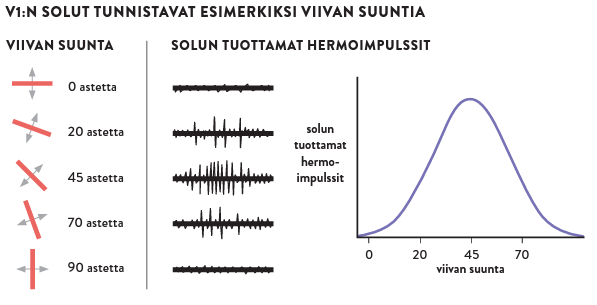 V1:N SOLUT TUNNISTAVAT ESIMERKIKSI VIIVAN SUUNTIA
VIIVAN SUUNTA
SOLUN TUOTTAMAT HERMOIMPULSSIT
0 astetta
20 astetta
45 astetta
70 astetta
90 astetta
solun
tuottamat
hermo-
impulssit
0 20 45 70
viivan suunta